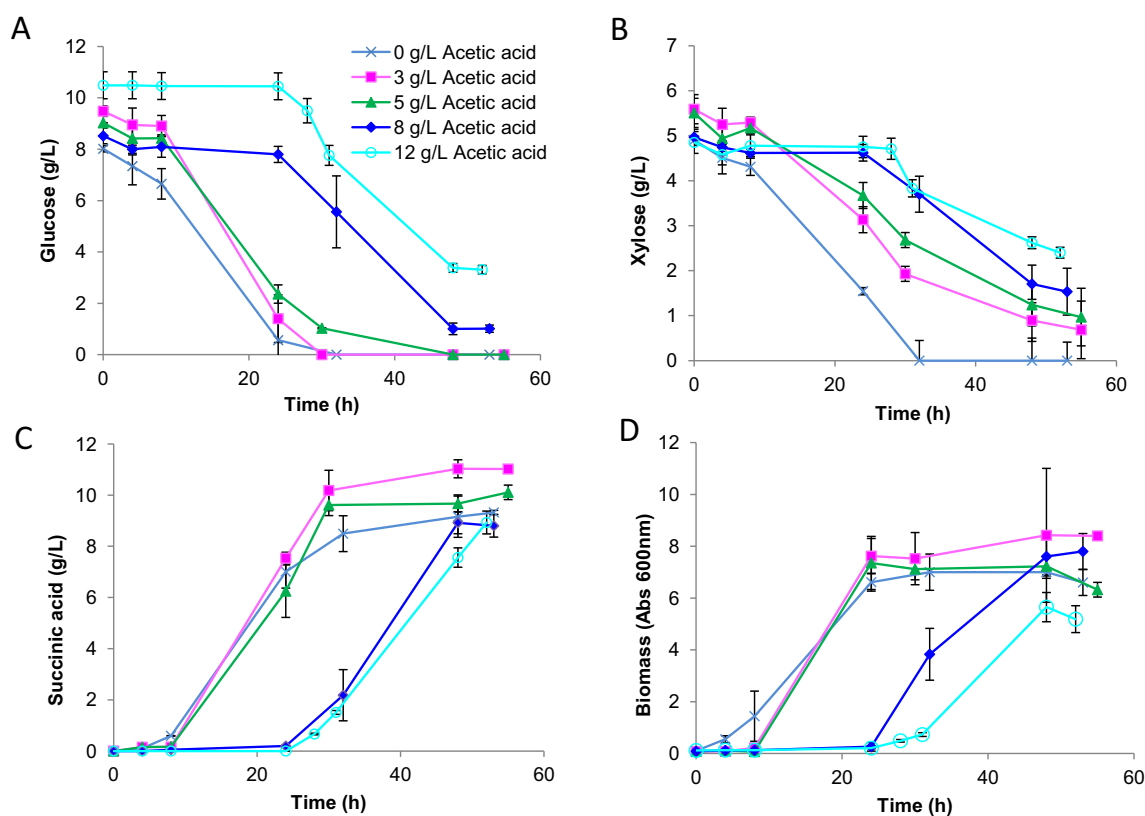 A
12
10
8
6
4
2
0
Glucose (g/L)
0
20
40
60
Time (h)
0 g/L Acetic acid
3 g/L Acetic acid
5 g/L Acetic acid
8 g/L Acetic acid
12 g/L Acetic acid
B
7
6
5
4
3
2
1
0
Xylose (g/L)
0
20
40
60
Time (h)
C
12
10
8
6
4
2
0
Succinic acid (g/L)
0
20
40
60
Time (h)
D
12
10
8
6
4
2
0
Biomass (Abs 600nm)
0
20
40
60
Time (h)